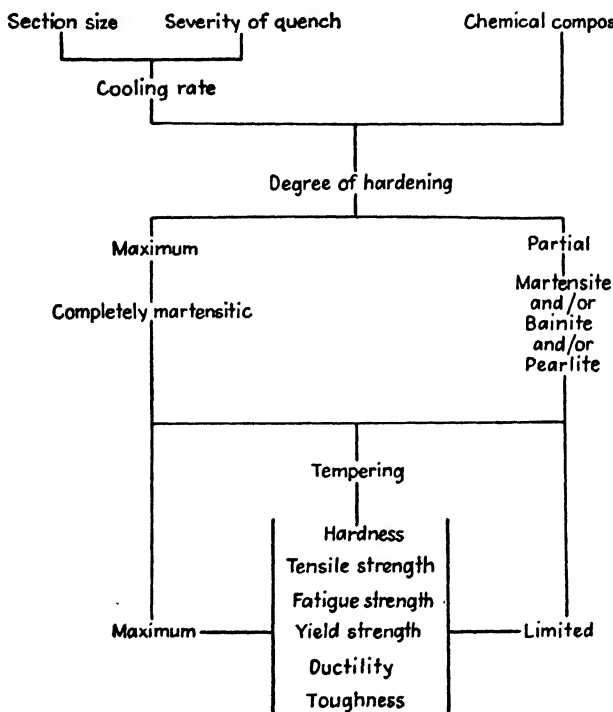 Section size Severity of quench Chemical compos
Cooling rate
Degree of hardening
Maximum Partial
Completely martensitic
Martensite
and/or
Bainite
and/or
Pearlite
Tempering
Hardness
Tensile strength
Fatigue strength
Maximum Yield strength Limited
Ductility
Toughness